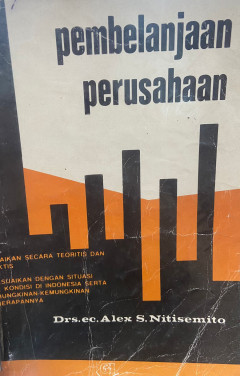 pembelanjaan
perusahaan
AIKAN SECARA TEORITIS DAN
KTIS
SUAIKAN DENGAN SITUASI
KONDISI DI INDONESIA SERTA
UNGKINAN-KEMUNGKINAN
ERAPANNYA
Drs.ec.Alex S.Nitisemito